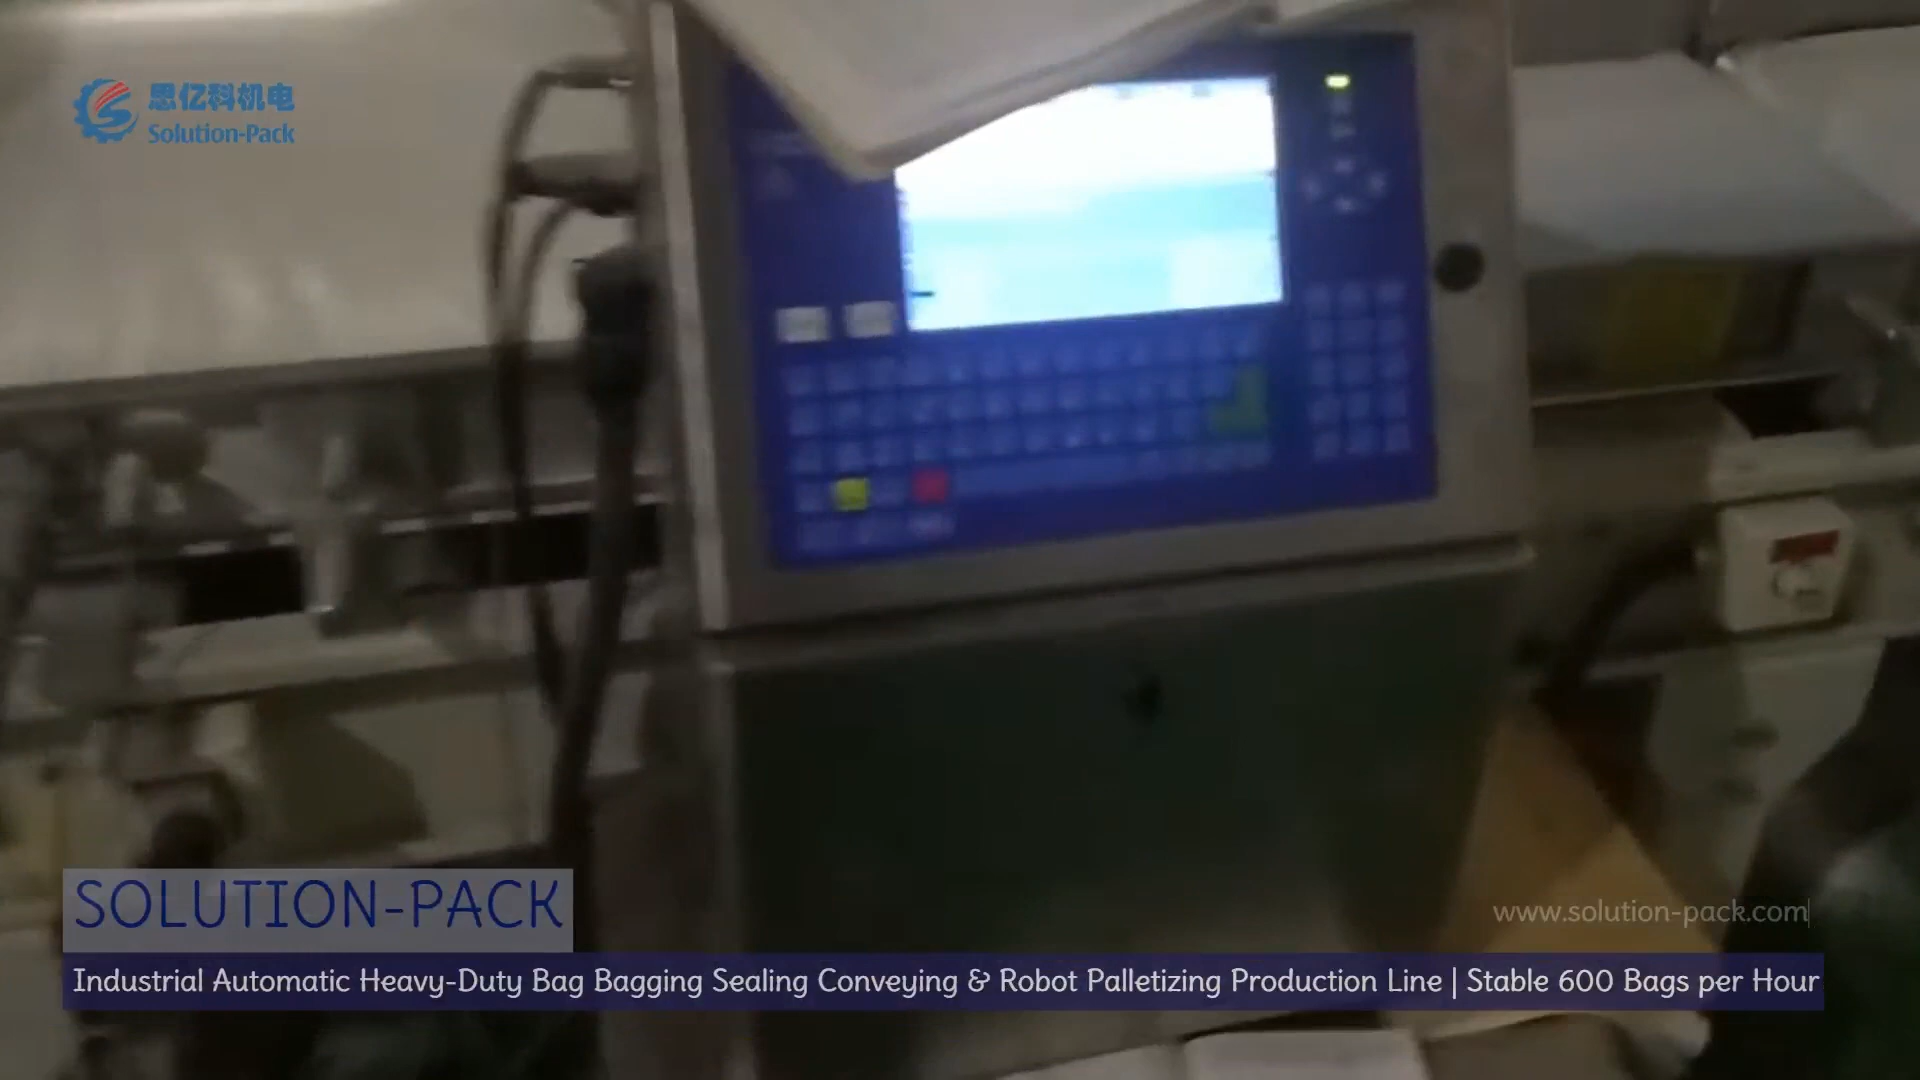 思亿科机电
Solution-Pack
SOLUTION-PACK
www.solution-pack.com
Industrial Automatic Heavy-Duty Bag Bagging Sealing Conveying & Robot Palletizing Production Line | Stable 600 Bags per Hour